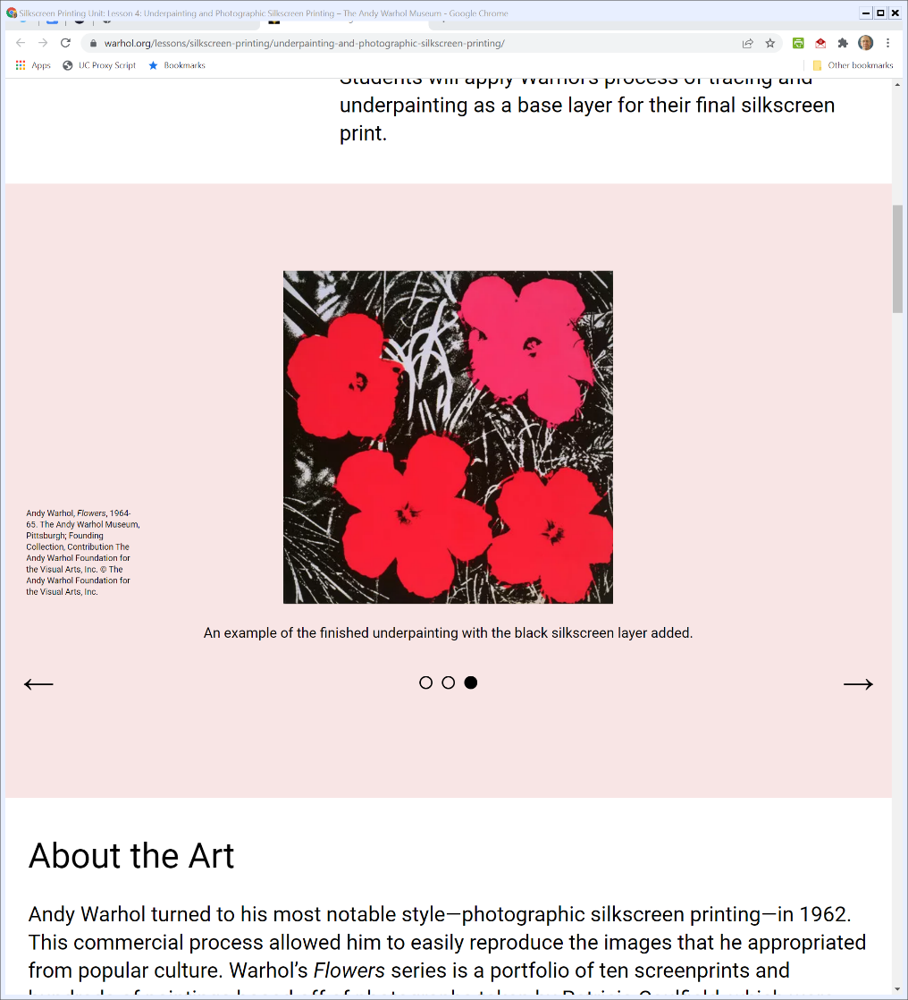 Silkscreen Printing Unit: Lesson 4: Underpainting and Photographic Silkscreen Printing – The Andy Warhol Museum - Google Chrome
warhol.org/lessons/silkscreen-printing/underpainting-and-photographic-silkscreen-printing/
Apps UC Proxy Script Bookmarks Other bookmarks
Students will apply Warhol's process of tracing and
underpainting as a base layer for their final silkscreen
print.
Andy Warhol, Flowers, 1964-
65. The Andy Warhol Museum,
Pittsburgh; Founding
Collection, Contribution The
Andy Warhol Foundation for
the Visual Arts, Inc. © The
Andy Warhol Foundation for
the Visual Arts, Inc.
An example of the finished underpainting with the black silkscreen layer added.
About the Art
Andy Warhol turned to his most notable style—photographic silkscreen printing—in 1962.
This commercial process allowed him to easily reproduce the images that he appropriated
from popular culture. Warhol’s Flowers series is a portfolio of ten screenprints and